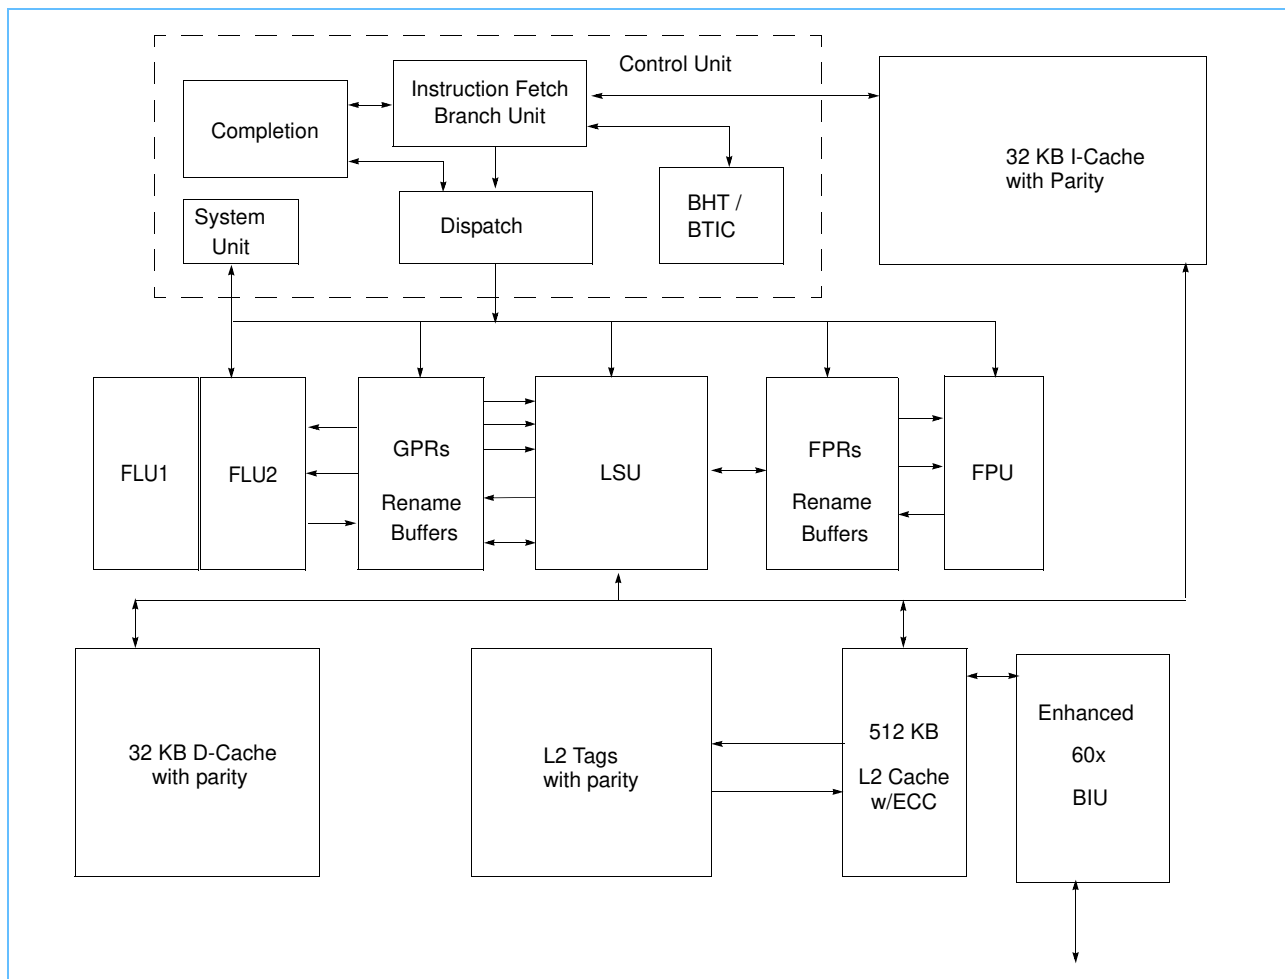 Control Unit
Instruction Fetch
Branch Unit
Completion
32 KB I-Cache
with Parity
System
Unit
Dispatch
BHT /
BTIC
FLU1
FLU2
GPRs
Rename
Buffers
LSU
FPRs
Rename
Buffers
FPU
32 KB D-Cache
with parity
L2 Tags
with parity
512 KB
L2 Cache
w/ECC
Enhanced
60x
BIU